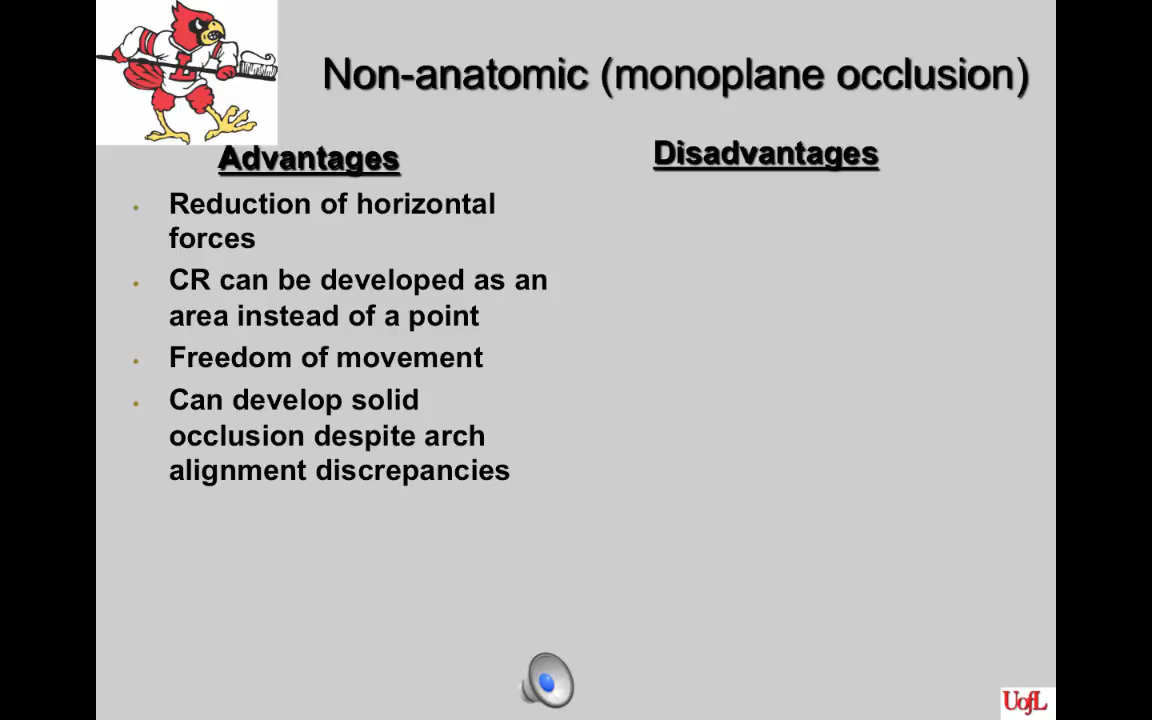 Non-anatomic (monoplane occlusion)
Advantages
Reduction of horizontal
forces
CR can be developed as an
area instead of a point
Freedom of movement
Can develop solid
occlusion despite arch
alignment discrepancies
Disadvantages
L
UofL